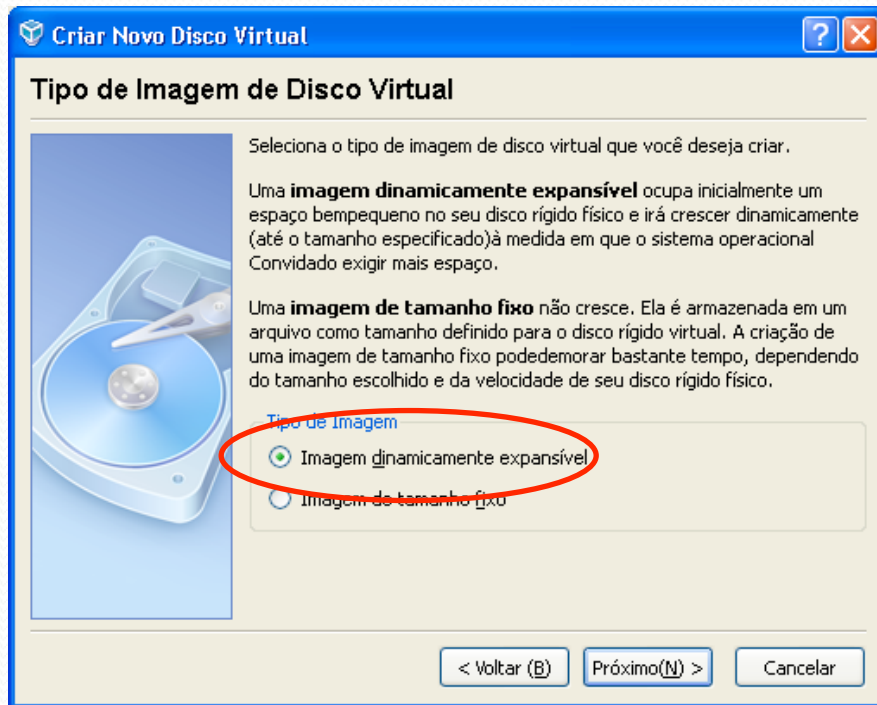 Criar Novo Disco Virtual
Tipo de Imagem de Disco Virtual
Seleciona o tipo de imagem de disco virtual que você deseja criar.
Uma imagem dinamicamente expansível ocupa inicialmente um
espaço bempequeno no seu disco rígido físico e irá crescer dinamicamente
(até o tamanho especificado)à medida em que o sistema operacional
Convidado exigir mais espaço.
Uma imagem de tamanho fixo não cresce. Ela é armazenada em um
arquivo como tamanho definido para o disco rígido virtual. A criação de
uma imagem de tamanho fixo podedemorar bastante tempo, dependendo
do tamanho escolhido e da velocidade de seu disco rígido físico.
Tipo de Imagem
Imagem dinamicamente expansível
Imagem de tamanho fixo
< Voltar (B) Próximo(N) > Cancelar